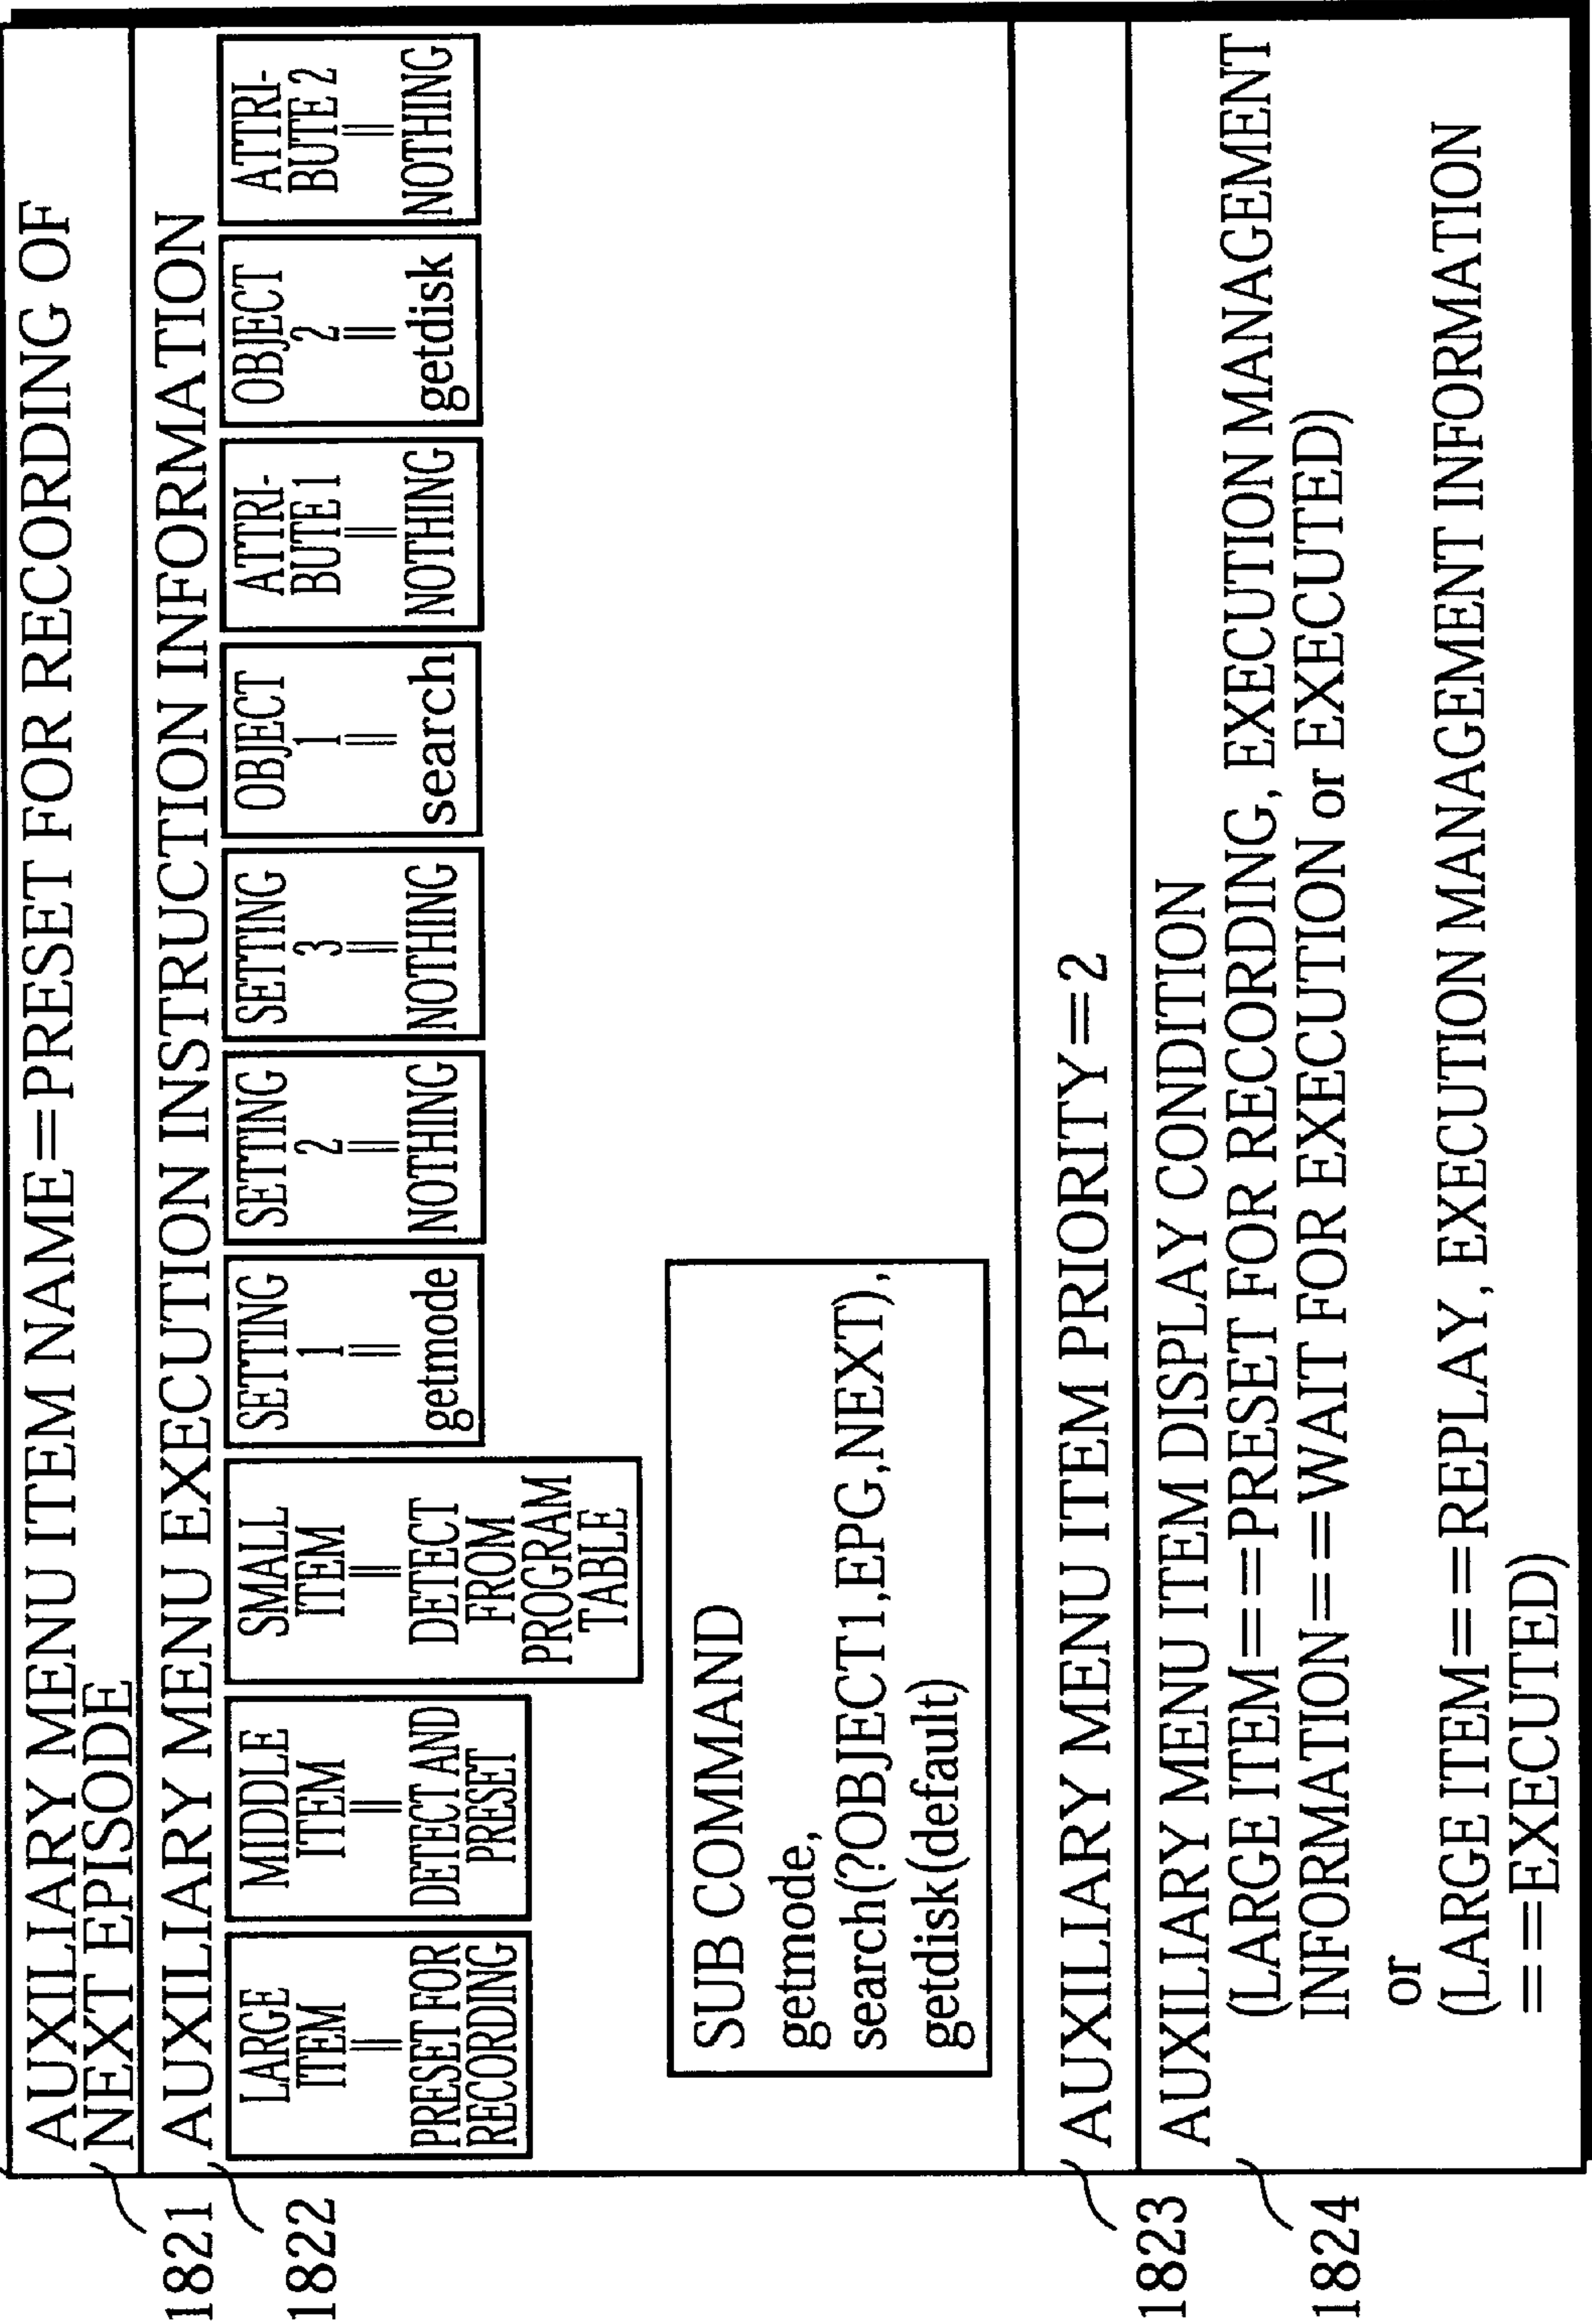 AUXILIARY MENU ITEM NAME=PRESET FOR RECORDING OF
NEXT EPISODE
1821
AUXILIARY MENU EXECUTION INSTRUCTION INFORMATION
1822
LARGE
ITEM
=
PRESET FOR
RECORDING
MIDDLE
ITEM
=
DETECT AND
PRESET
SMALL
ITEM
=
DETECT
FROM
PROGRAM
TABLE
SETTING
1
=
getmode
SETTING
2
=
NOTHING
SETTING
3
=
NOTHING
OBJECT
1
=
search
ATTRI-
BUTE 1
=
NOTHING
OBJECT
2
=
getdisk
ATTRI-
BUTE 2
=
NOTHING
SUB COMMAND
getmode,
search(?OBJECT1,EPG,NEXT),
getdisk(default)
AUXILIARY MENU ITEM PRIORITY=2
1823
AUXILIARY MENU ITEM DISPLAY CONDITION
1824
(LARGE ITEM===PRESET FOR RECORDING, EXECUTION MANAGEMENT
INFORMATION===WAIT FOR EXECUTION or EXECUTED)
or
(LARGE ITEM===REPLAY, EXECUTION MANAGEMENT INFORMATION
===EXECUTED)